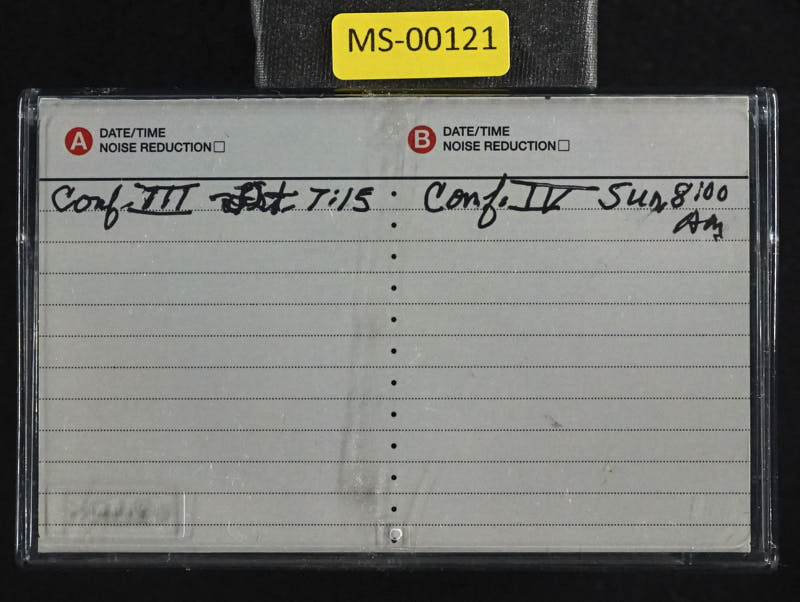 MS-00121
A DATE/TIME
NOISE REDUCTION
B DATE/TIME
NOISE REDUCTION
Conf. III 7:15
Conf. IV Sun 8:00
Am